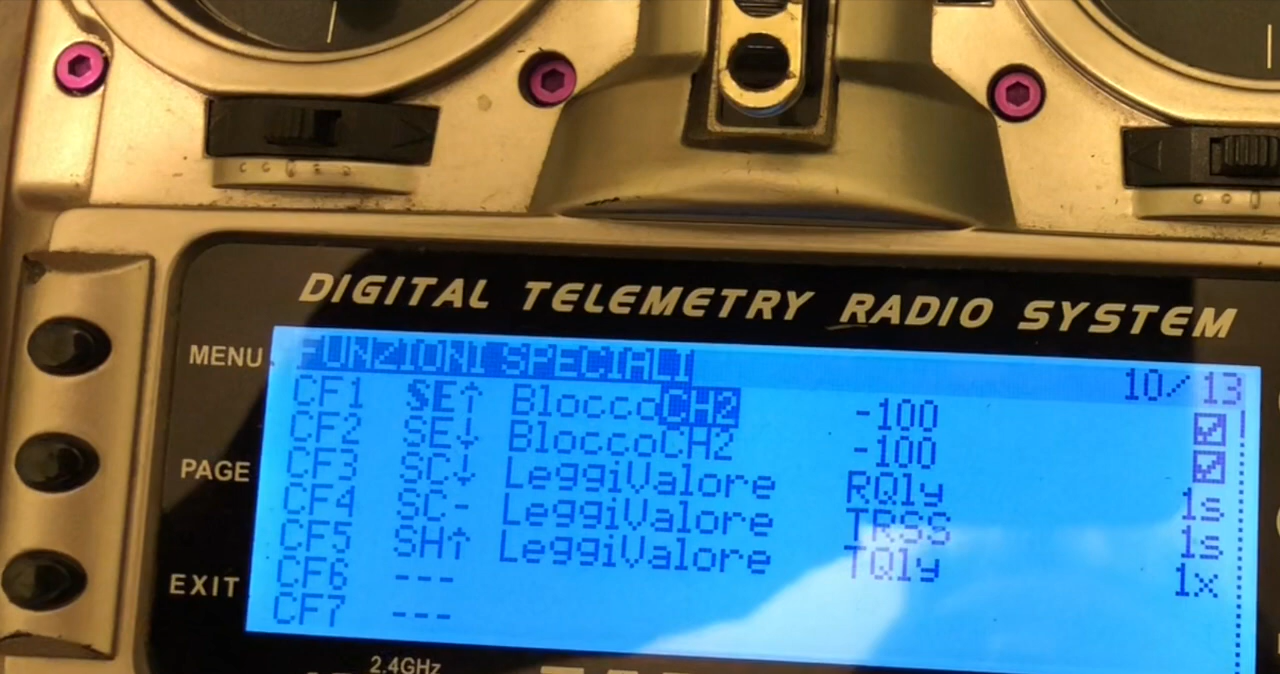 DIGITAL TELEMETRY RADIO SYSTEM
MENU
PAGE
EXIT
FUNZIONI SPECIALI 10/13
CF1 SE↑ BloccoCH2 -100
CF2 SE↓ BloccoCH2 -100
CF3 SC↓ LeggiValore RQly 1s
CF4 SC- LeggiValore TRSS 1s
CF5 SH↑ LeggiValore TQly 1x
CF6 ---
CF7 ---
2.4GHz